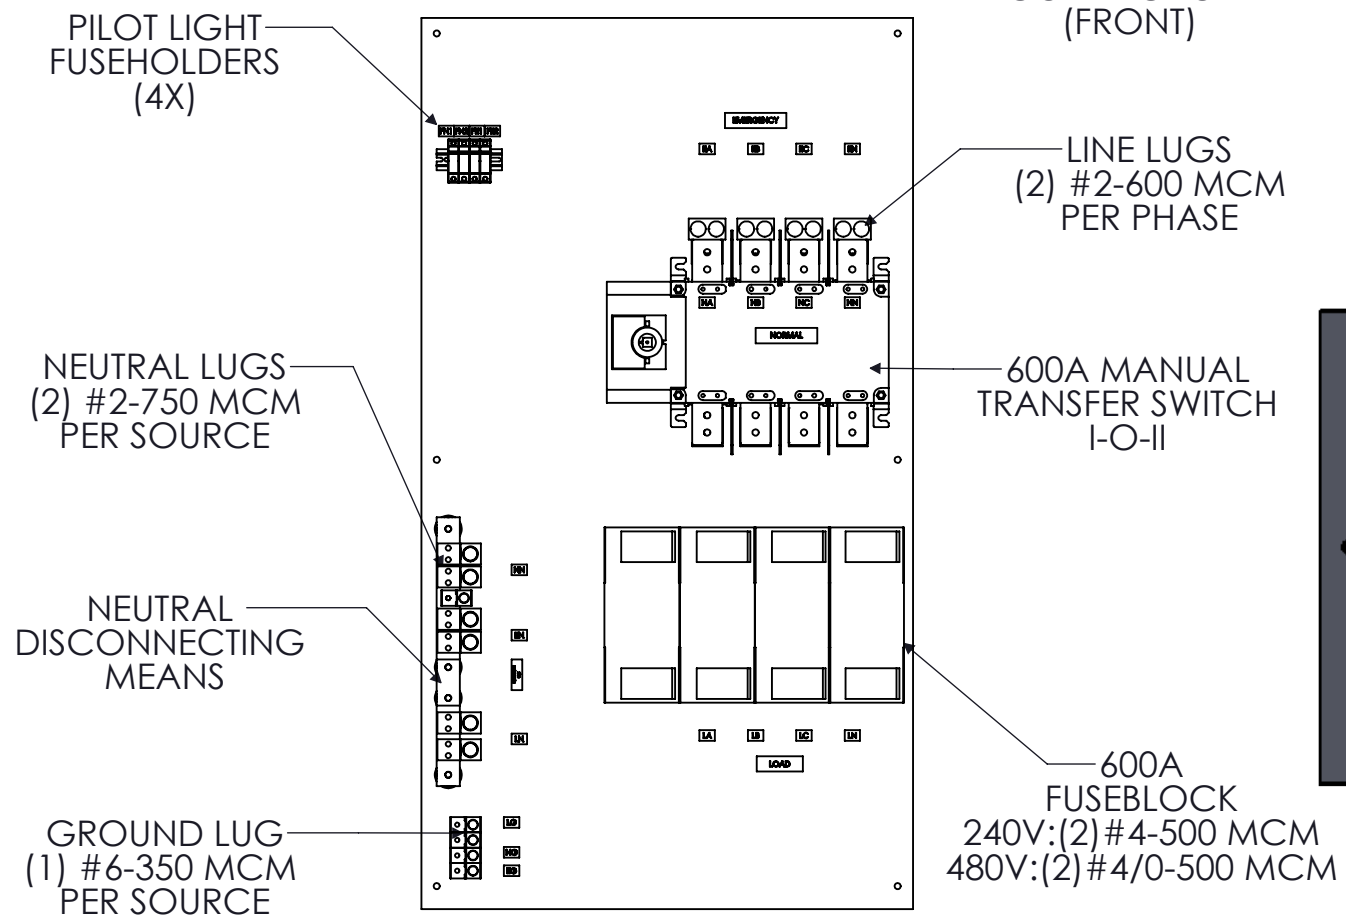 PILOT LIGHT
FUSEHOLDERS
(4X)
(FRONT)
EMERGENCY
EA EB EC EN
LINE LUGS
(2) #2-600 MCM
PER PHASE
NA NB NC NN
NORMAL
NEUTRAL LUGS
(2) #2-750 MCM
PER SOURCE
600A MANUAL
TRANSFER SWITCH
I-O-II
NN
EN
NEUTRAL
DISCONNECTING
MEANS
LN
LA LB LC LN
LOAD
600A
FUSEBLOCK
240V:(2)#4-500 MCM
480V:(2)#4/0-500 MCM
GROUND LUG
(1) #6-350 MCM
PER SOURCE
LG
NG
EG